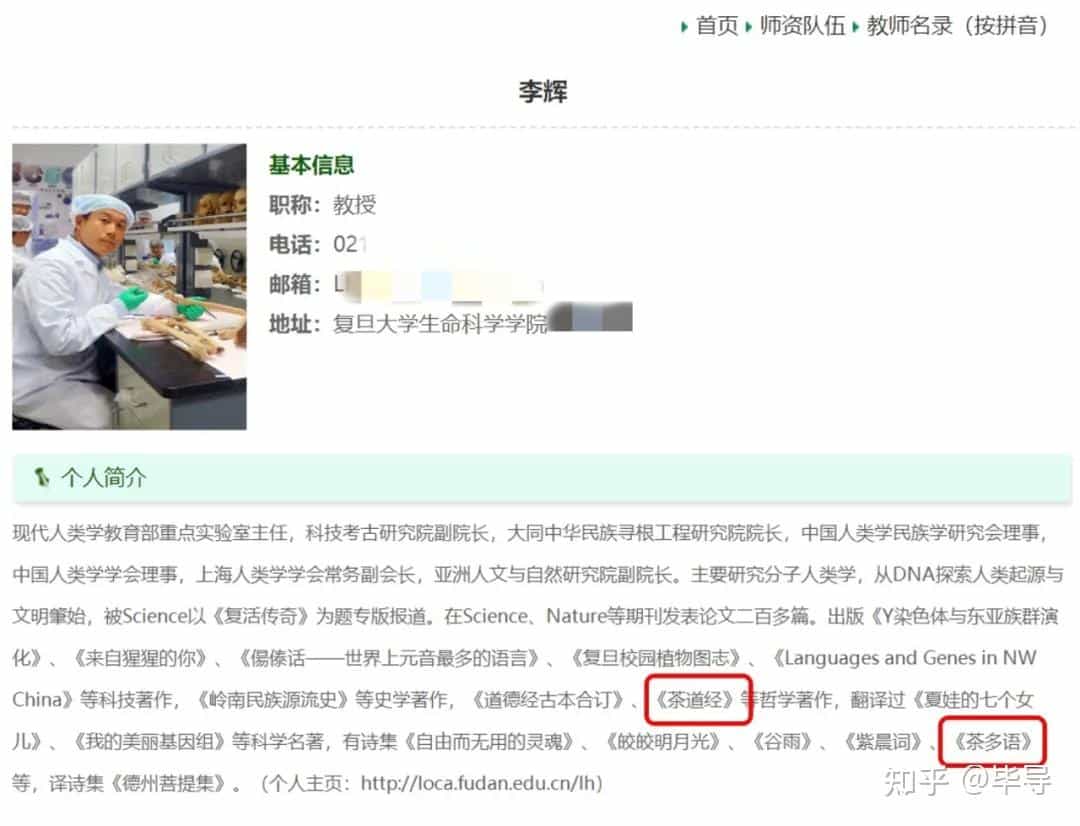 首页 师资队伍 教师名录（按拼音）
李辉
基本信息
职称：教授
电话：021
邮箱：L
地址：复旦大学生命科学学院
个人简介
现代人类学教育部重点实验室主任，科技考古研究院副院长，大同中华民族寻根工程研究院院长，中国人类学民族学研究会理事，
中国人类学学会理事，上海人类学学会常务副会长，亚洲人文与自然研究院副院长。主要研究分子人类学，从DNA探索人类起源与
文明肇始，被Science以《复活传奇》为题专版报道。在Science、Nature等期刊发表论文二百多篇。出版《Y染色体与东亚族群演
化》、《来自猩猩的你》、《偒傣话——世界上元音最多的语言》、《复旦校园植物图志》、《Languages and Genes in NW
China》等科技著作，《岭南民族源流史》等史学著作，《道德经古本合订》、《茶道经》等哲学著作，翻译过《夏娃的七个女
儿》、《我的美丽基因组》等科学名著，有诗集《自由而无用的灵魂》、《皎皎明月光》、《谷雨》、《紫晨词》、《茶多语》
等，译诗集《德州菩提集》。（个人主页：http://loca.fudan.edu.cn/lh）
知乎 @毕导